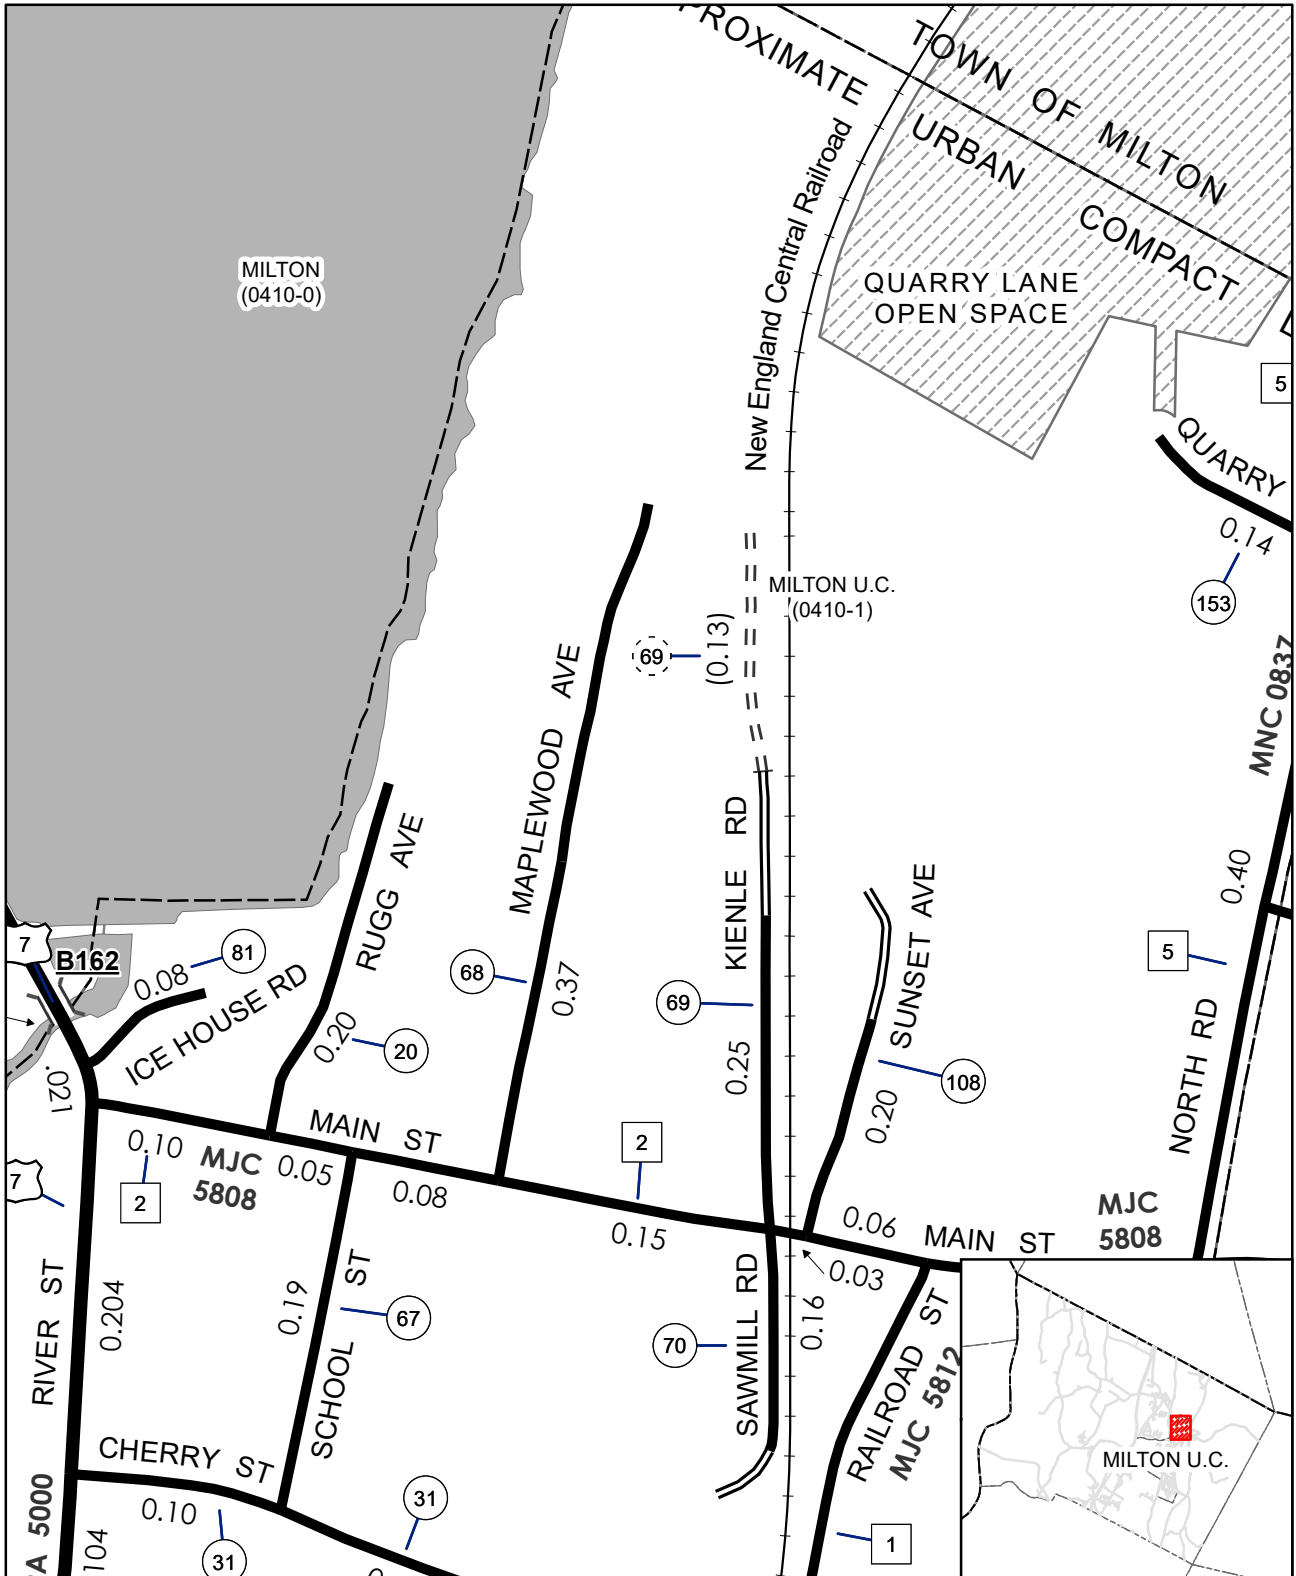 PROXIMATE
URBAN
COMPACT
TOWN OF MILTON
New England Central Railroad
MILTON
(0410-0)
QUARRY LANE
OPEN SPACE
5
QUARRY
0.14
153
MILTON U.C.
(0410-1)
69
(0.13)
MNC 0837
MAPLEWOOD AVE
RUGG AVE
KIENLE RD
SUNSET AVE
0.40
5
NORTH RD
7
B162
0.08
81
ICE HOUSE RD
68
0.37
69
0.25
0.20
20
108
0.20
.021
MAIN ST
2
0.10
MJC
5808
0.05
0.08
2
7
0.15
0.06
MAIN ST
MJC
5808
0.03
RIVER ST
0.204
0.19
SCHOOL ST
67
70
SAWMILL RD
0.16
RAILROAD ST
MJC 5812
CHERRY ST
0.10
31
31
A 5000
104
1
MILTON U.C.